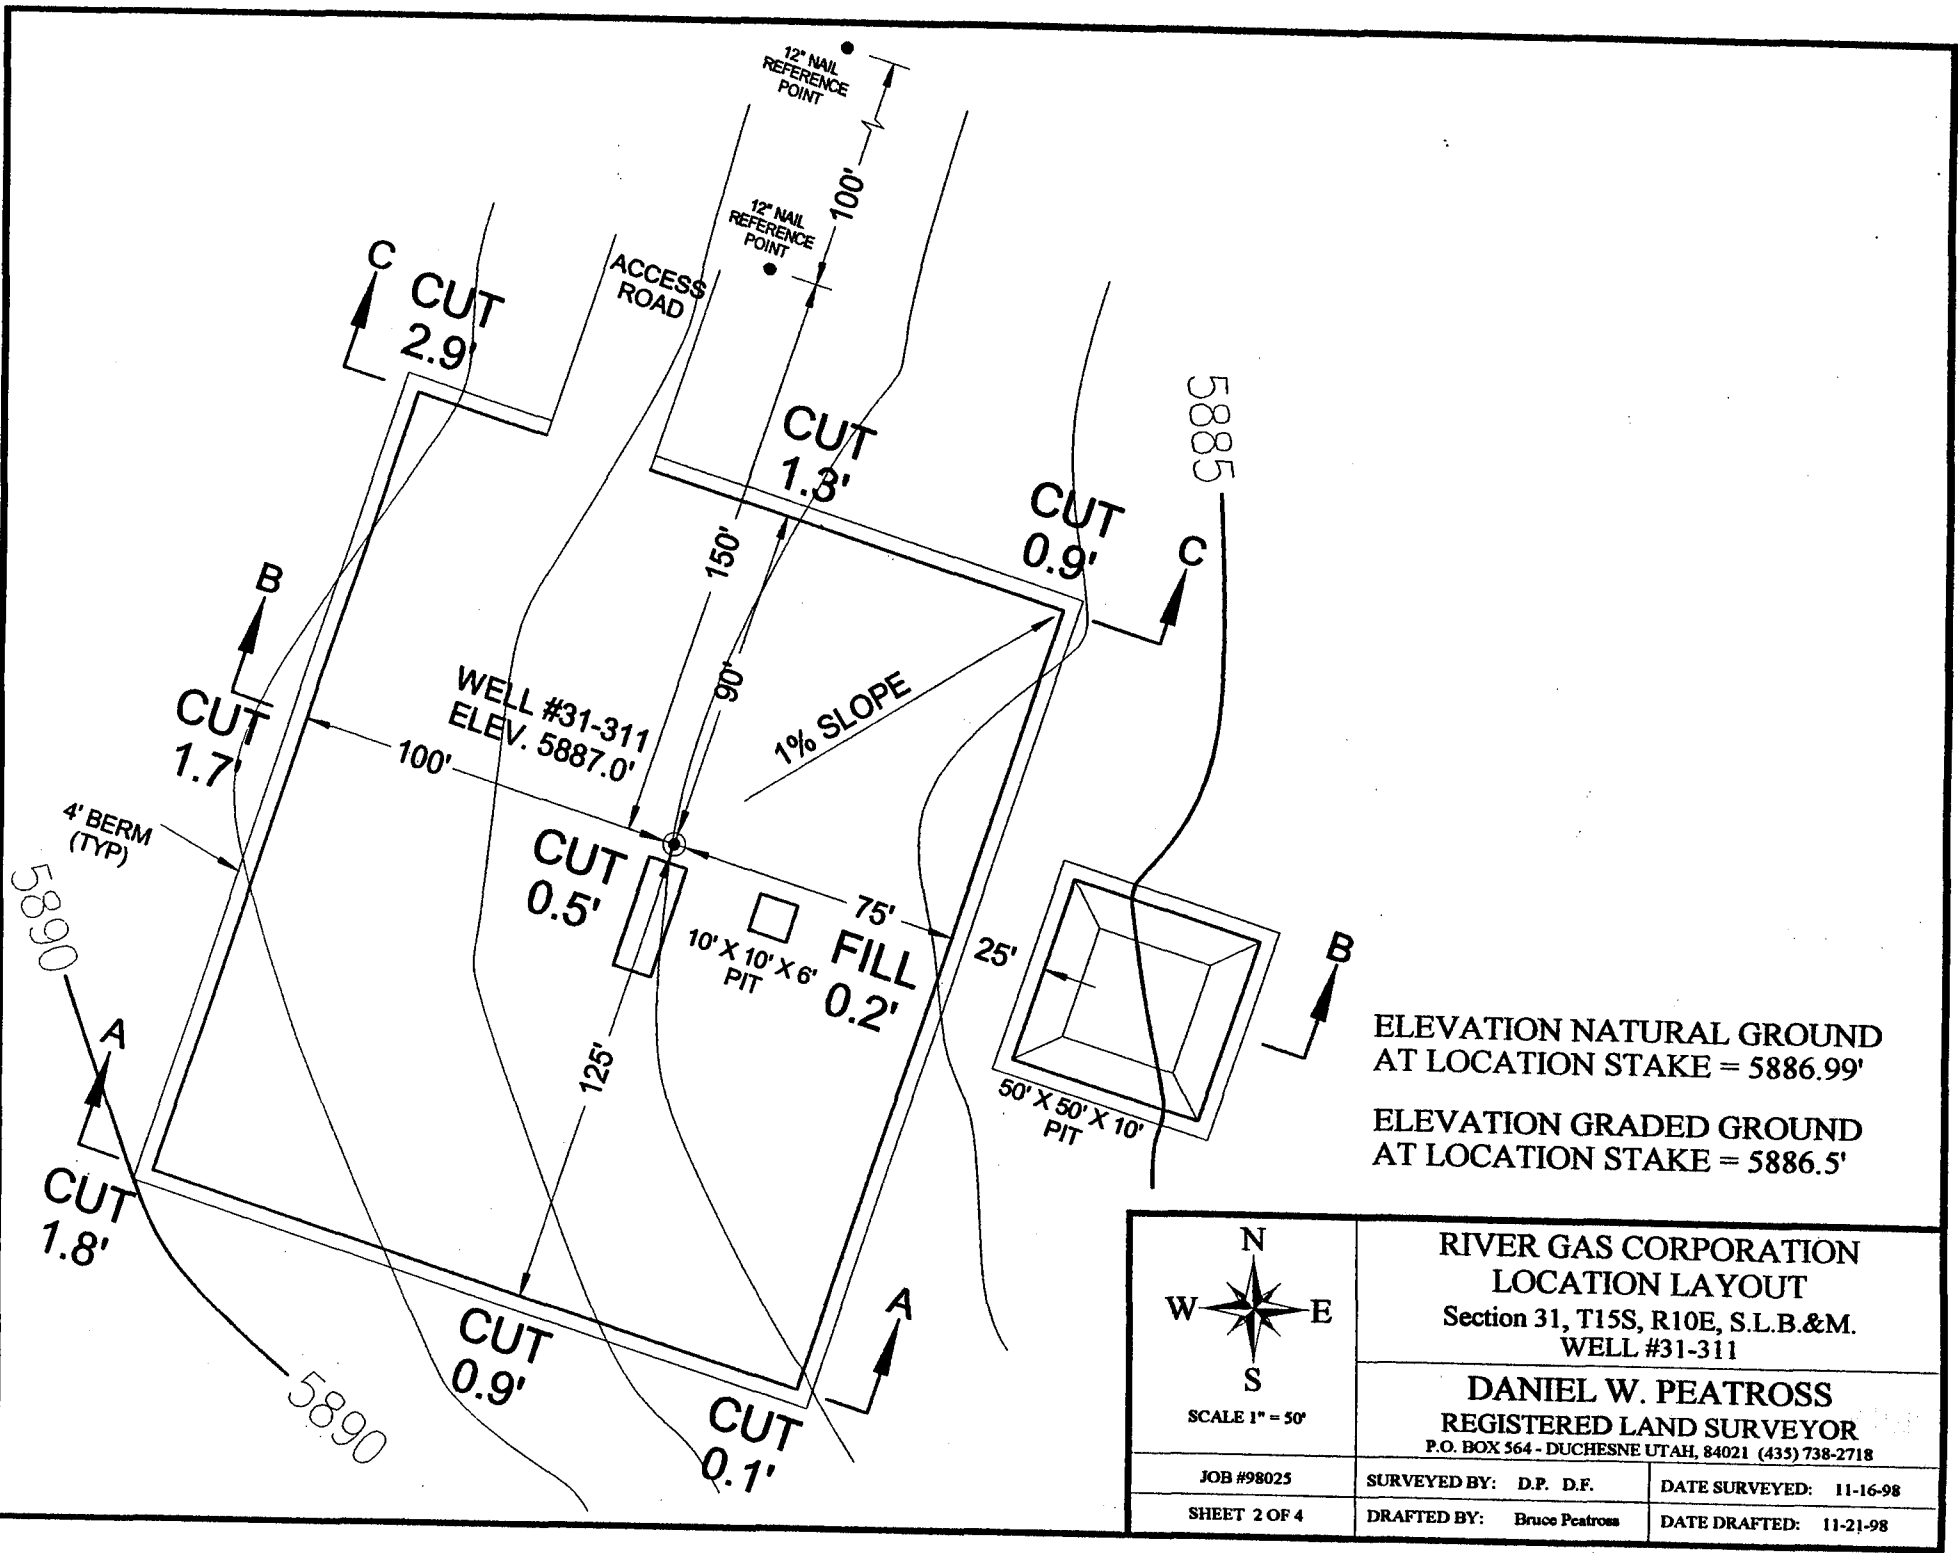 12" NAIL
REFERENCE
POINT
100'
12" NAIL
REFERENCE
POINT
ACCESS
ROAD
C
CUT
2.9'
CUT
1.3'
5885
CUT
0.9'
C
150'
B
90'
WELL #31-311
ELEV. 5887.0'
1% SLOPE
CUT
1.7'
100'
4' BERM
(TYP)
CUT
0.5'
75'
10' X 10' X 6'
PIT
FILL
0.2'
25'
B
5890
A
125'
50' X 50' X 10'
PIT
ELEVATION NATURAL GROUND
AT LOCATION STAKE = 5886.99'
ELEVATION GRADED GROUND
AT LOCATION STAKE = 5886.5'
CUT
1.8'
A
CUT
0.9'
5890
CUT
0.1'
N
W E
S
SCALE 1" = 50'
RIVER GAS CORPORATION
LOCATION LAYOUT
Section 31, T15S, R10E, S.L.B.&M.
WELL #31-311
DANIEL W. PEATROSS
REGISTERED LAND SURVEYOR
P.O. BOX 564 - DUCHESNE UTAH, 84021 (435) 738-2718
JOB #98025
SURVEYED BY: D.P. D.F.
DATE SURVEYED: 11-16-98
SHEET 2 OF 4
DRAFTED BY: Bruce Peatross
DATE DRAFTED: 11-21-98